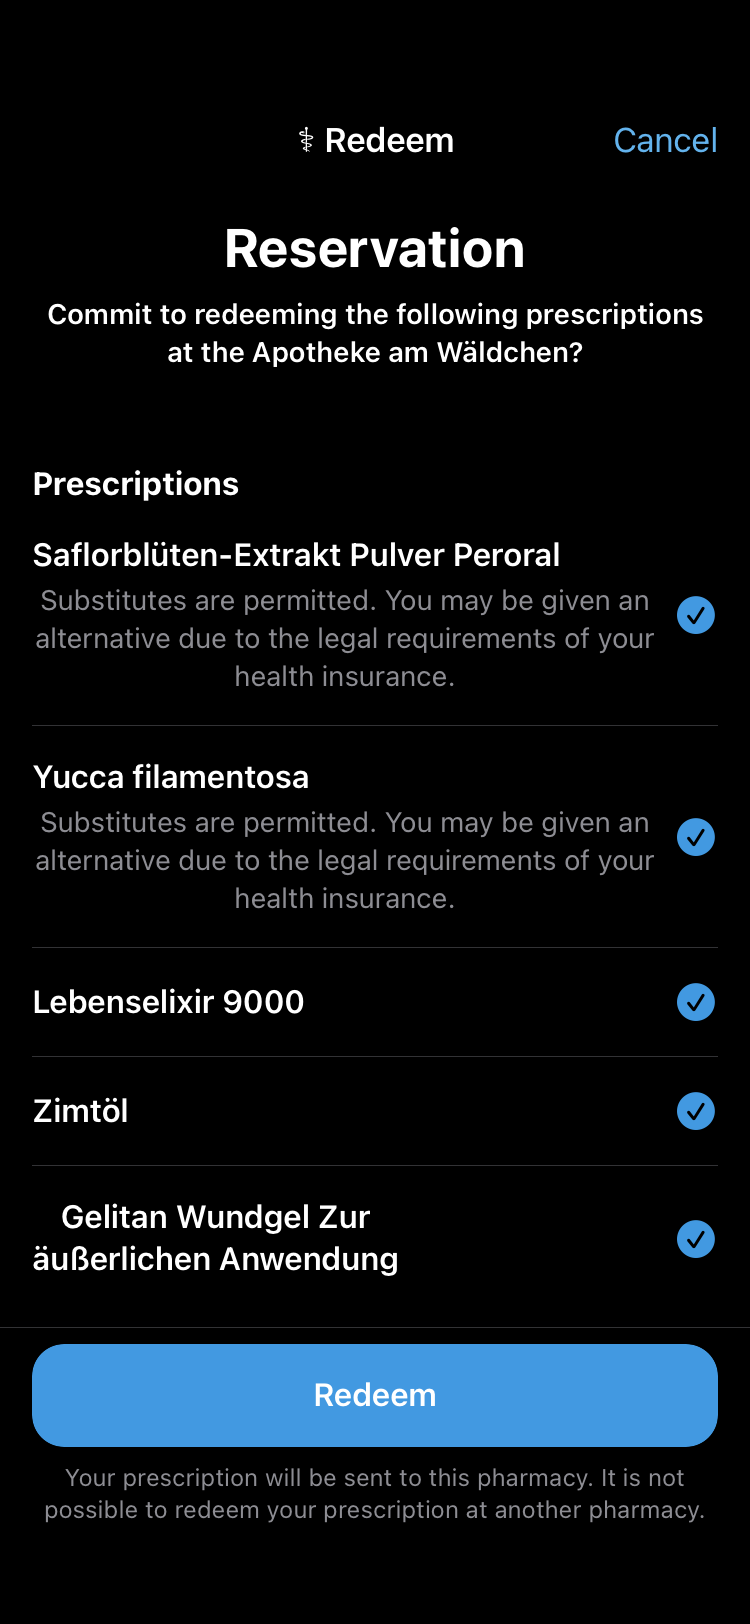 ⚕ Redeem
Cancel
Reservation
Commit to redeeming the following prescriptions
at the Apotheke am Wäldchen?
Prescriptions
Saflorblüten-Extrakt Pulver Peroral
Substitutes are permitted. You may be given an
alternative due to the legal requirements of your
health insurance.
Yucca filamentosa
Substitutes are permitted. You may be given an
alternative due to the legal requirements of your
health insurance.
Lebenselixir 9000
Zimtöl
Gelitan Wundgel Zur
äußerlichen Anwendung
Redeem
Your prescription will be sent to this pharmacy. It is not
possible to redeem your prescription at another pharmacy.